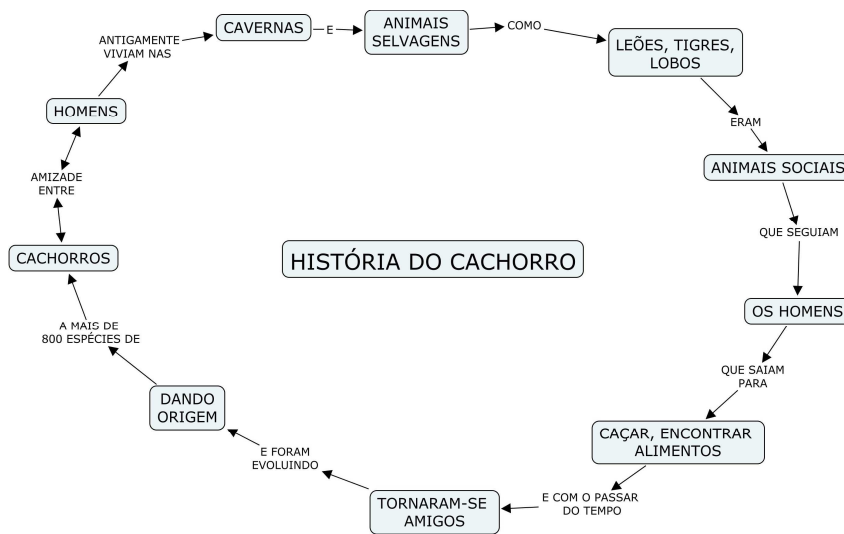 HISTÓRIA DO CACHORRO
HOMENS
ANTIGAMENTE
VIVIAM NAS
CAVERNAS
E
ANIMAIS
SELVAGENS
COMO
LEÕES, TIGRES,
LOBOS
ERAM
ANIMAIS SOCIAIS
QUE SEGUIAM
OS HOMENS
QUE SAIAM
PARA
CAÇAR, ENCONTRAR
ALIMENTOS
E COM O PASSAR
DO TEMPO
TORNARAM-SE
AMIGOS
E FORAM
EVOLUINDO
DANDO
ORIGEM
A MAIS DE
800 ESPÉCIES DE
CACHORROS
AMIZADE
ENTRE